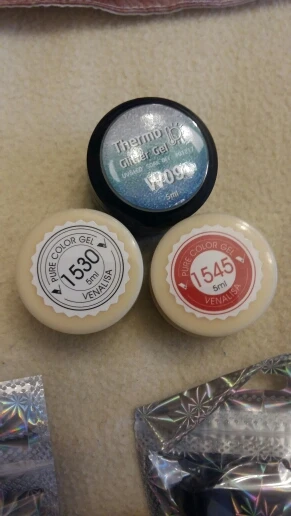 Thermo
Glitter Gel
W09
5ml
PURE COLOR GEL
1530
5ml
VENALISA
PURE COLOR GEL
1545
5ml
VENALISA